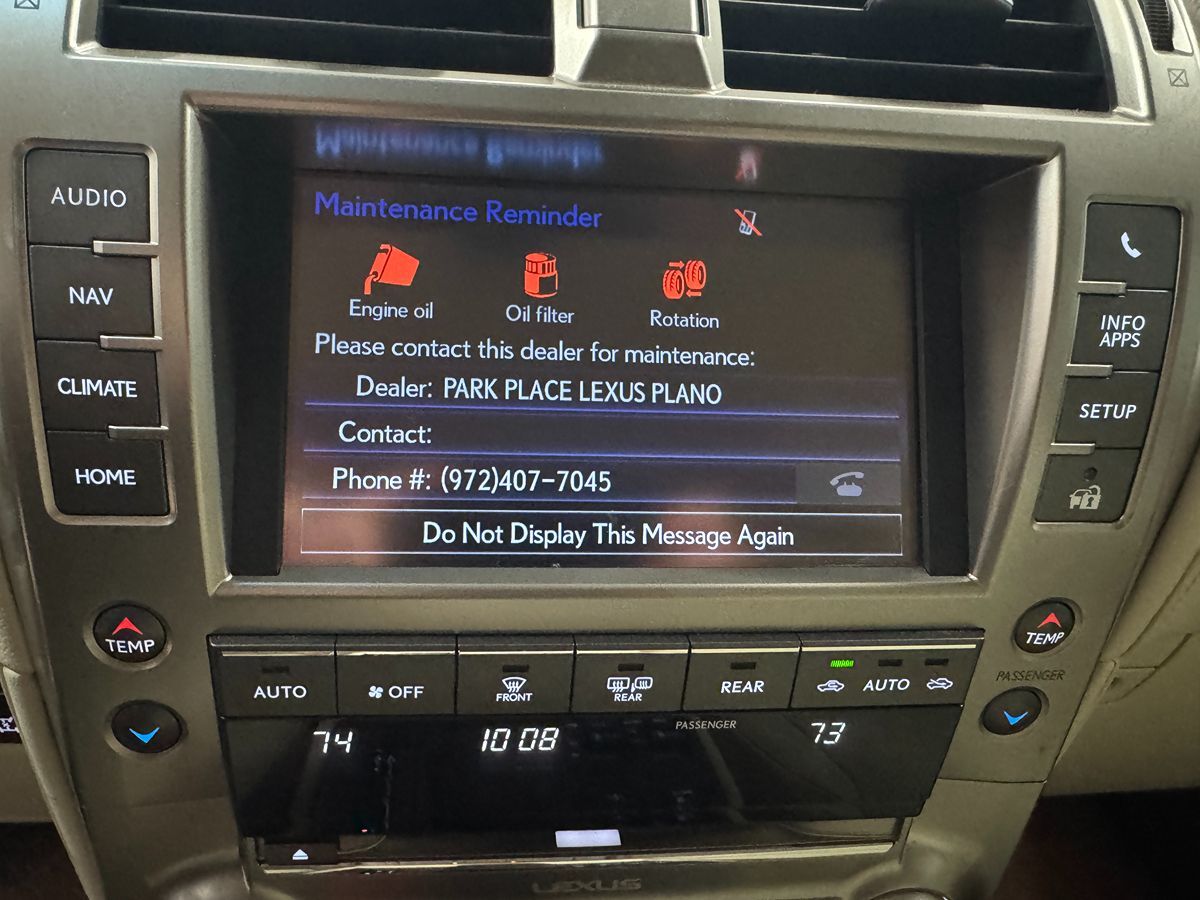 Maintenance Reminder
Engine oil
Oil filter
Rotation
Please contact this dealer for maintenance:
Dealer: PARK PLACE LEXUS PLANO
Contact:
Phone #: (972)407-7045
Do Not Display This Message Again
AUDIO
NAV
CLIMATE
HOME
INFO
APPS
SETUP
TEMP
TEMP
PASSENGER
AUTO
OFF
FRONT
REAR
REAR
AUTO
74
10 08
PASSENGER
73
LEXUS